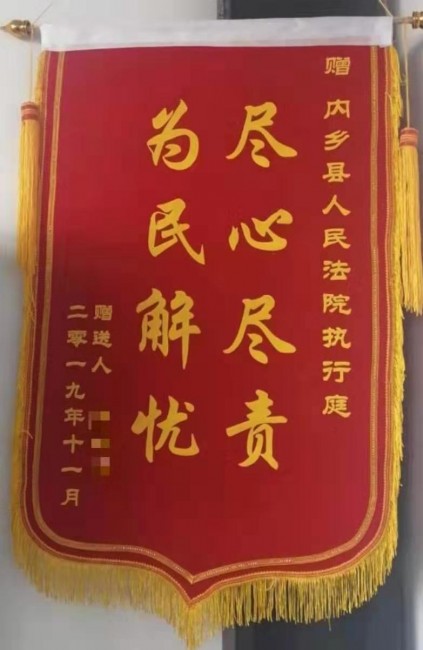 赠 内乡县人民法院执行庭
尽心尽责
为民解忧
赠送人
二零一九年十一月